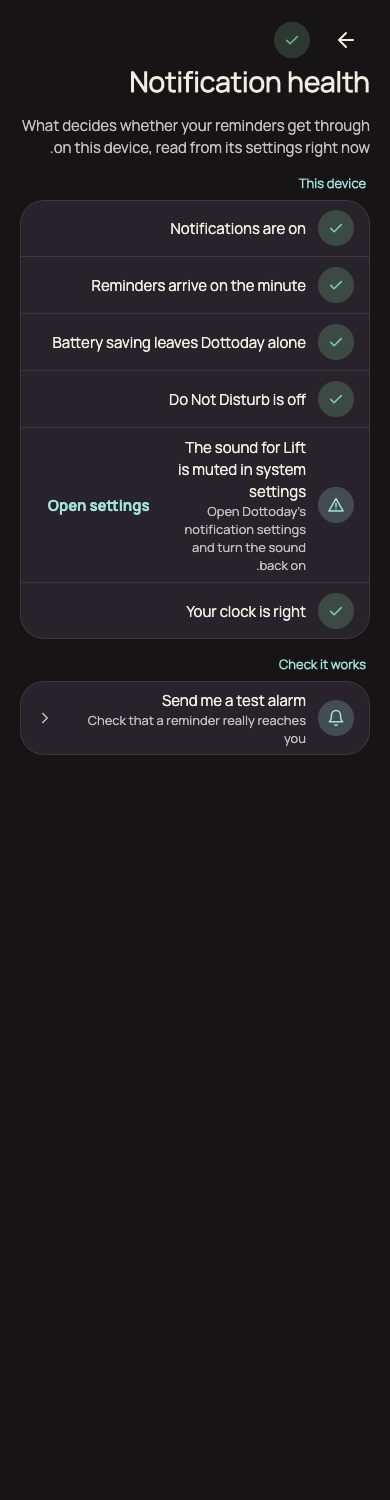 Notification health
What decides whether your reminders get through
.on this device, read from its settings right now
This device
Notifications are on
Reminders arrive on the minute
Battery saving leaves Dottoday alone
Do Not Disturb is off
The sound for Lift
is muted in system
settings
Open Dottoday's
notification settings
and turn the sound
.back on
Open settings
Your clock is right
Check it works
Send me a test alarm
Check that a reminder really reaches
you